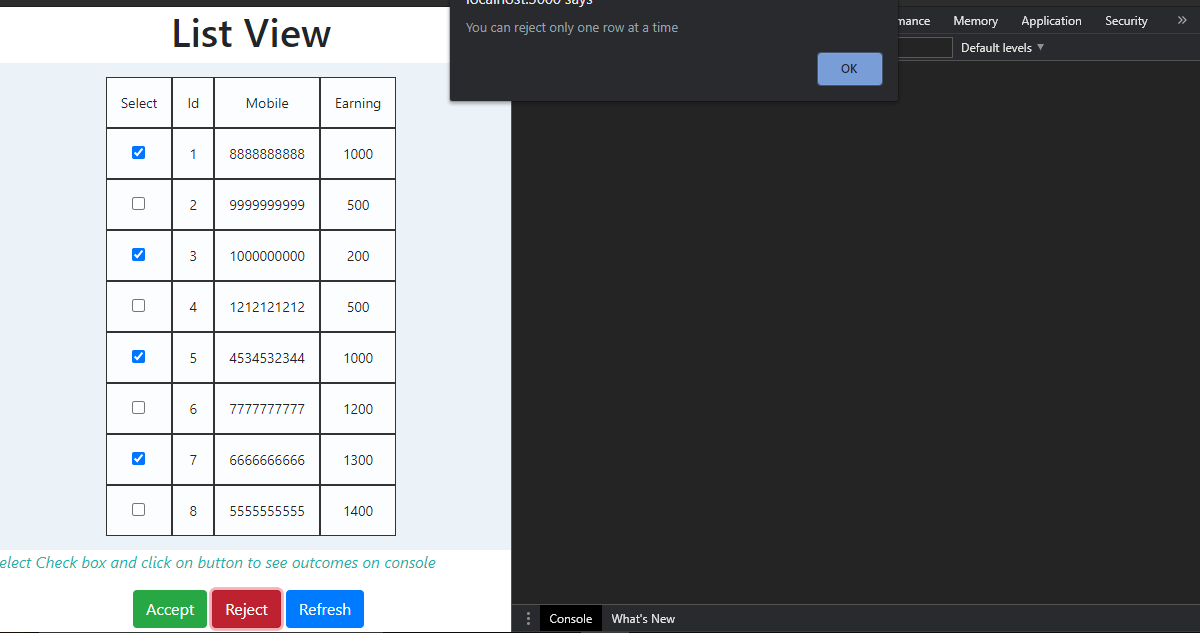 List View
localhost:3000 says
You can reject only one row at a time
OK
Memory Application Security »
Default levels ▼
Select Id Mobile Earning
1 8888888888 1000
2 9999999999 500
3 1000000000 200
4 1212121212 500
5 4534532344 1000
6 7777777777 1200
7 6666666666 1300
8 5555555555 1400
elect Check box and click on button to see outcomes on console
Accept Reject Refresh
Console What's New